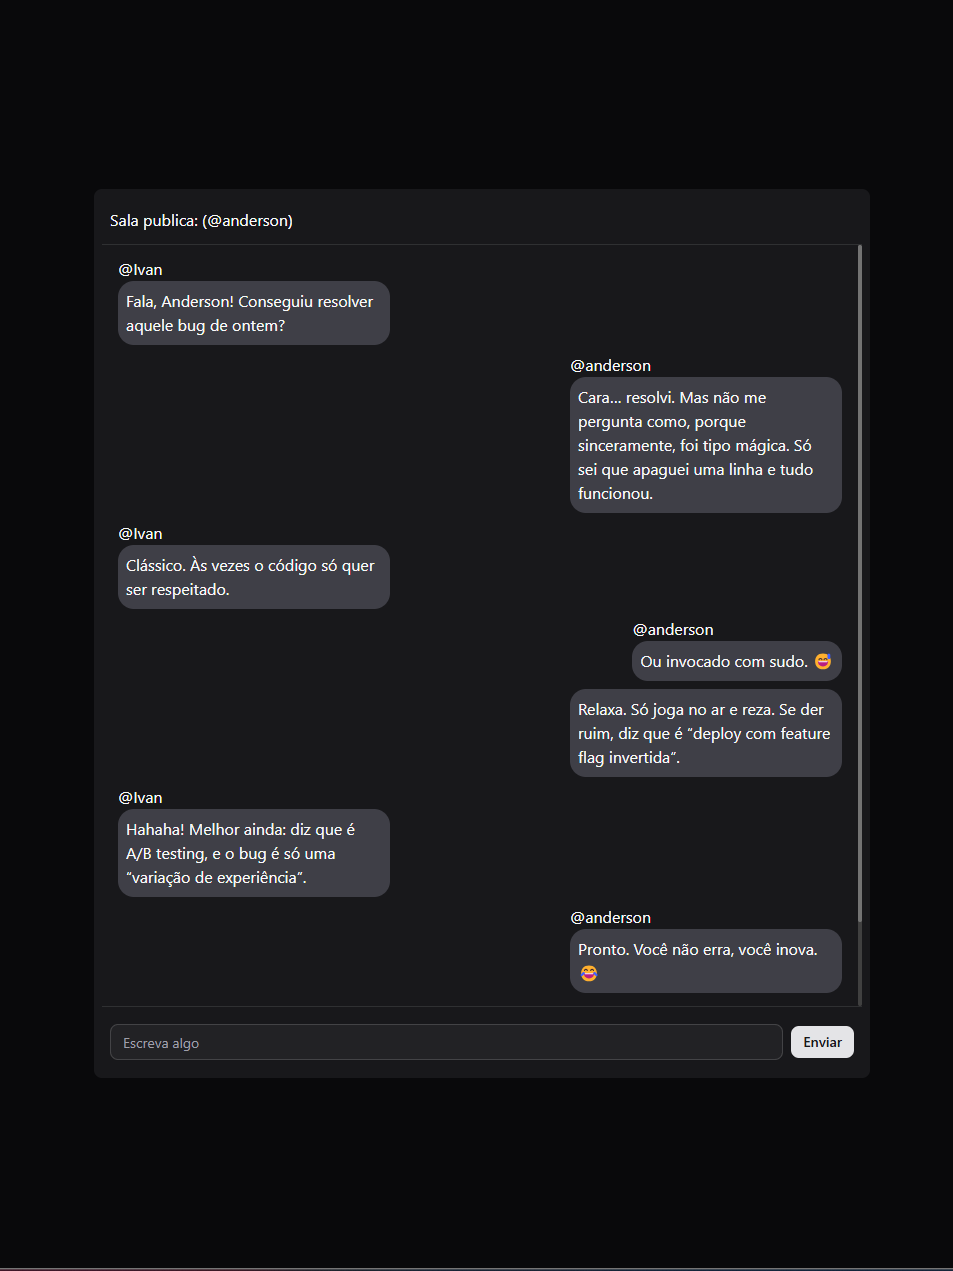 Sala publica: (@anderson)
@Ivan
Fala, Anderson! Conseguiu resolver
aquele bug de ontem?
@anderson
Cara... resolvi. Mas não me
pergunta como, porque
sinceramente, foi tipo mágica. Só
sei que apaguei uma linha e tudo
funcionou.
@Ivan
Clássico. Às vezes o código só quer
ser respeitado.
@anderson
Ou invocado com sudo. 😅
Relaxa. Só joga no ar e reza. Se der
ruim, diz que é “deploy com feature
flag invertida”.
@Ivan
Hahaha! Melhor ainda: diz que é
A/B testing, e o bug é só uma
“variação de experiência”.
@anderson
Pronto. Você não erra, você inova.
😂
Escreva algo
Enviar